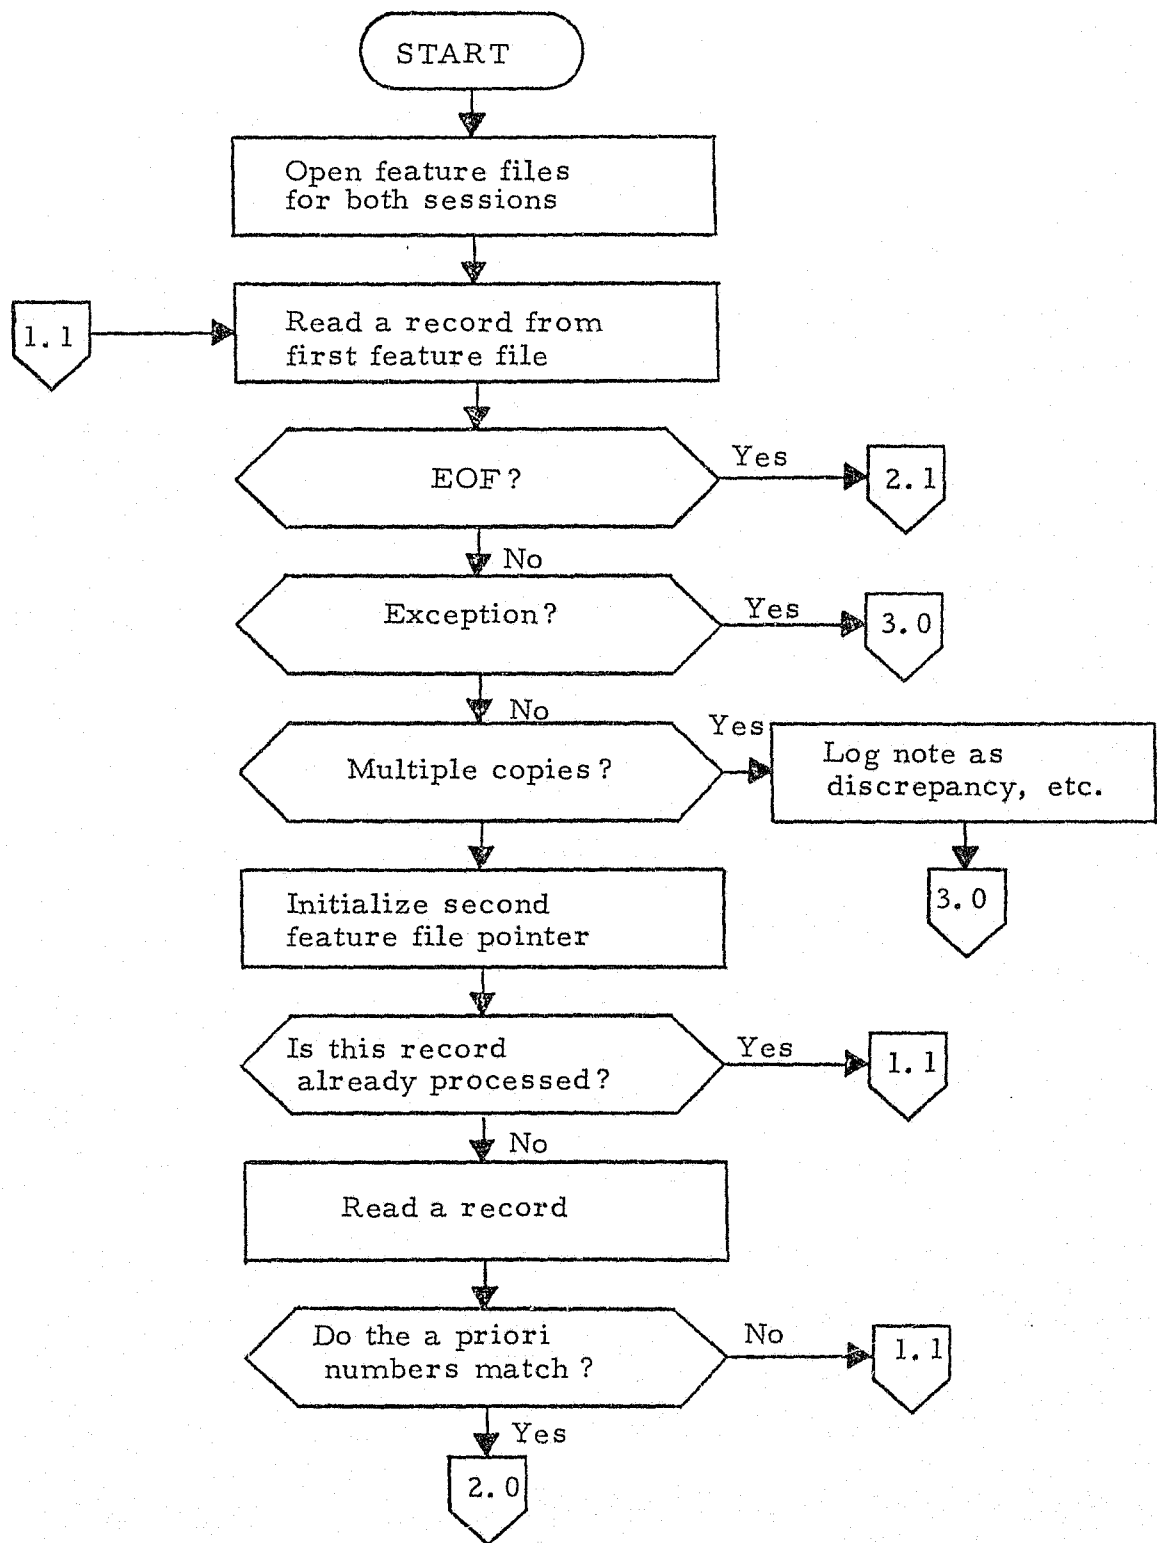 START
Open feature files
for both sessions
1.1
Read a record from
first feature file
EOF?
Yes
2.1
No
Exception?
Yes
3.0
No
Multiple copies?
Yes
Log note as
discrepancy, etc.
3.0
Initialize second
feature file pointer
Is this record
already processed?
Yes
1.1
No
Read a record
Do the a priori
numbers match?
No
1.1
Yes
2.0